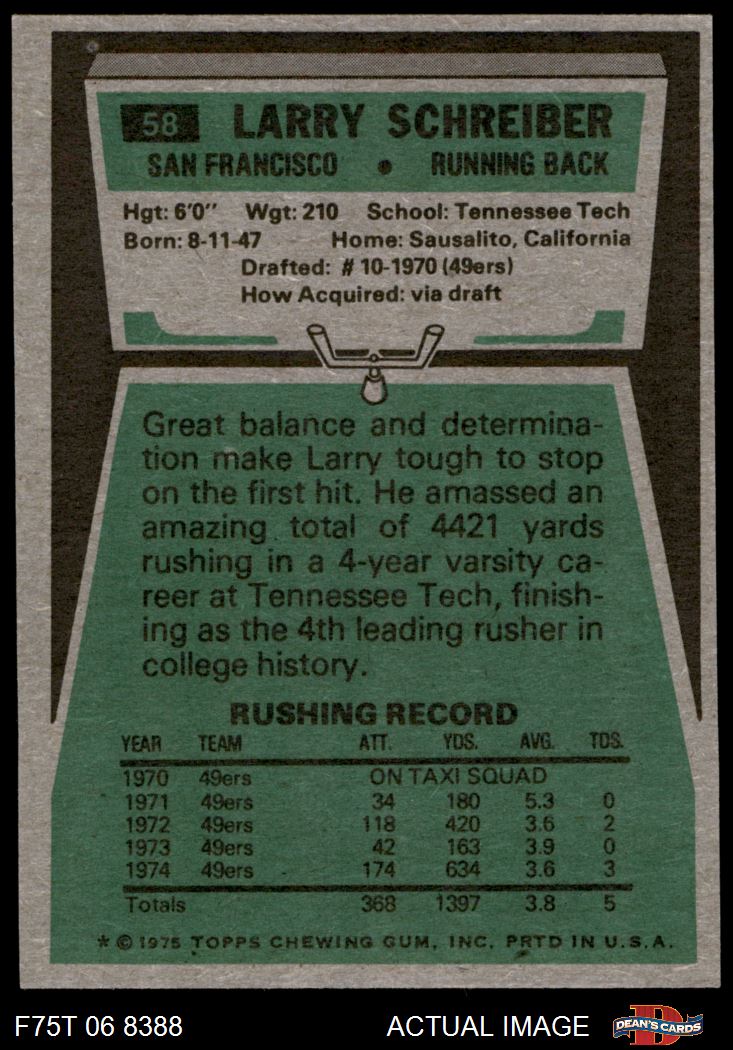 58 LARRY SCHREIBER
SAN FRANCISCO • RUNNING BACK
Hgt: 6'0" Wgt: 210 School: Tennessee Tech
Born: 8-11-47 Home: Sausalito, California
Drafted: # 10-1970 (49ers)
How Acquired: via draft
Great balance and determina-
tion make Larry tough to stop
on the first hit. He amassed an
amazing total of 4421 yards
rushing in a 4-year varsity ca-
reer at Tennessee Tech, finish-
ing as the 4th leading rusher in
college history.
RUSHING RECORD
YEAR TEAM ATT. YDS. AVG. TDS.
1970 49ers ON TAXI SQUAD
1971 49ers 34 180 5.3 0
1972 49ers 118 420 3.6 2
1973 49ers 42 163 3.9 0
1974 49ers 174 634 3.6 3
Totals 368 1397 3.8 5
* © 1975 TOPPS CHEWING GUM, INC. PRTD IN U.S.A.
F75T 06 8388 ACTUAL IMAGE DEAN'S CARDS